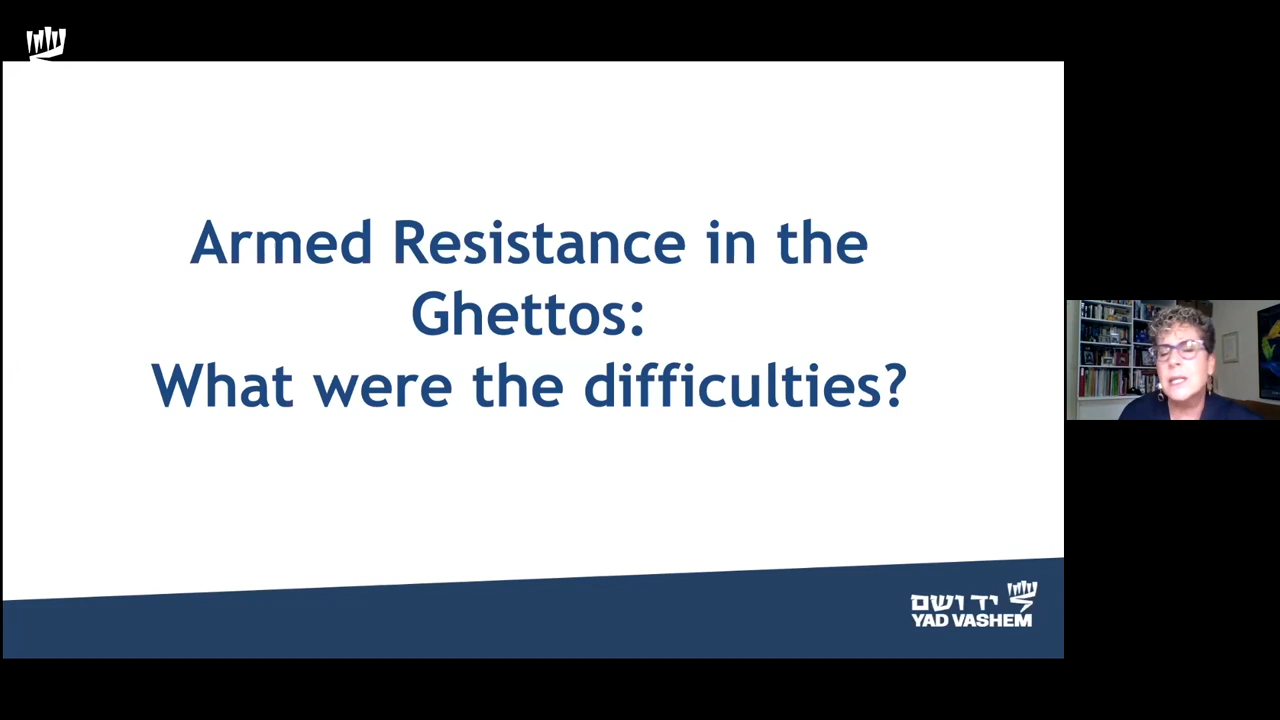 Armed Resistance in the
Ghettos:
What were the difficulties?
יד ושם
YAD VASHEM